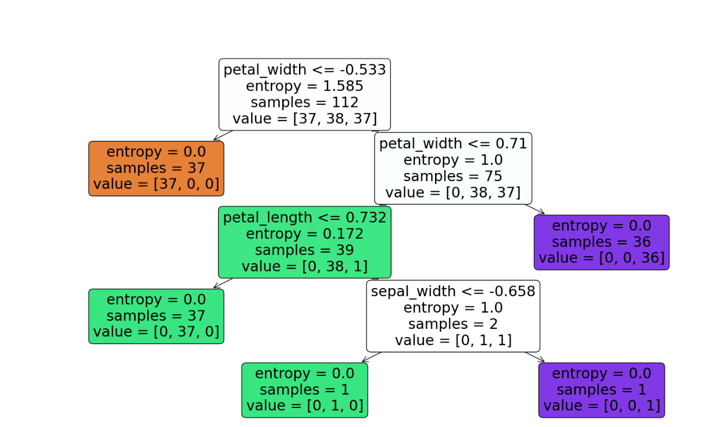 petal_width <= -0.533
entropy = 1.585
samples = 112
value = [37, 38, 37]
entropy = 0.0
samples = 37
value = [37, 0, 0]
petal_width <= 0.71
entropy = 1.0
samples = 75
value = [0, 38, 37]
petal_length <= 0.732
entropy = 0.172
samples = 39
value = [0, 38, 1]
entropy = 0.0
samples = 36
value = [0, 0, 36]
entropy = 0.0
samples = 37
value = [0, 37, 0]
sepal_width <= -0.658
entropy = 1.0
samples = 2
value = [0, 1, 1]
entropy = 0.0
samples = 1
value = [0, 1, 0]
entropy = 0.0
samples = 1
value = [0, 0, 1]